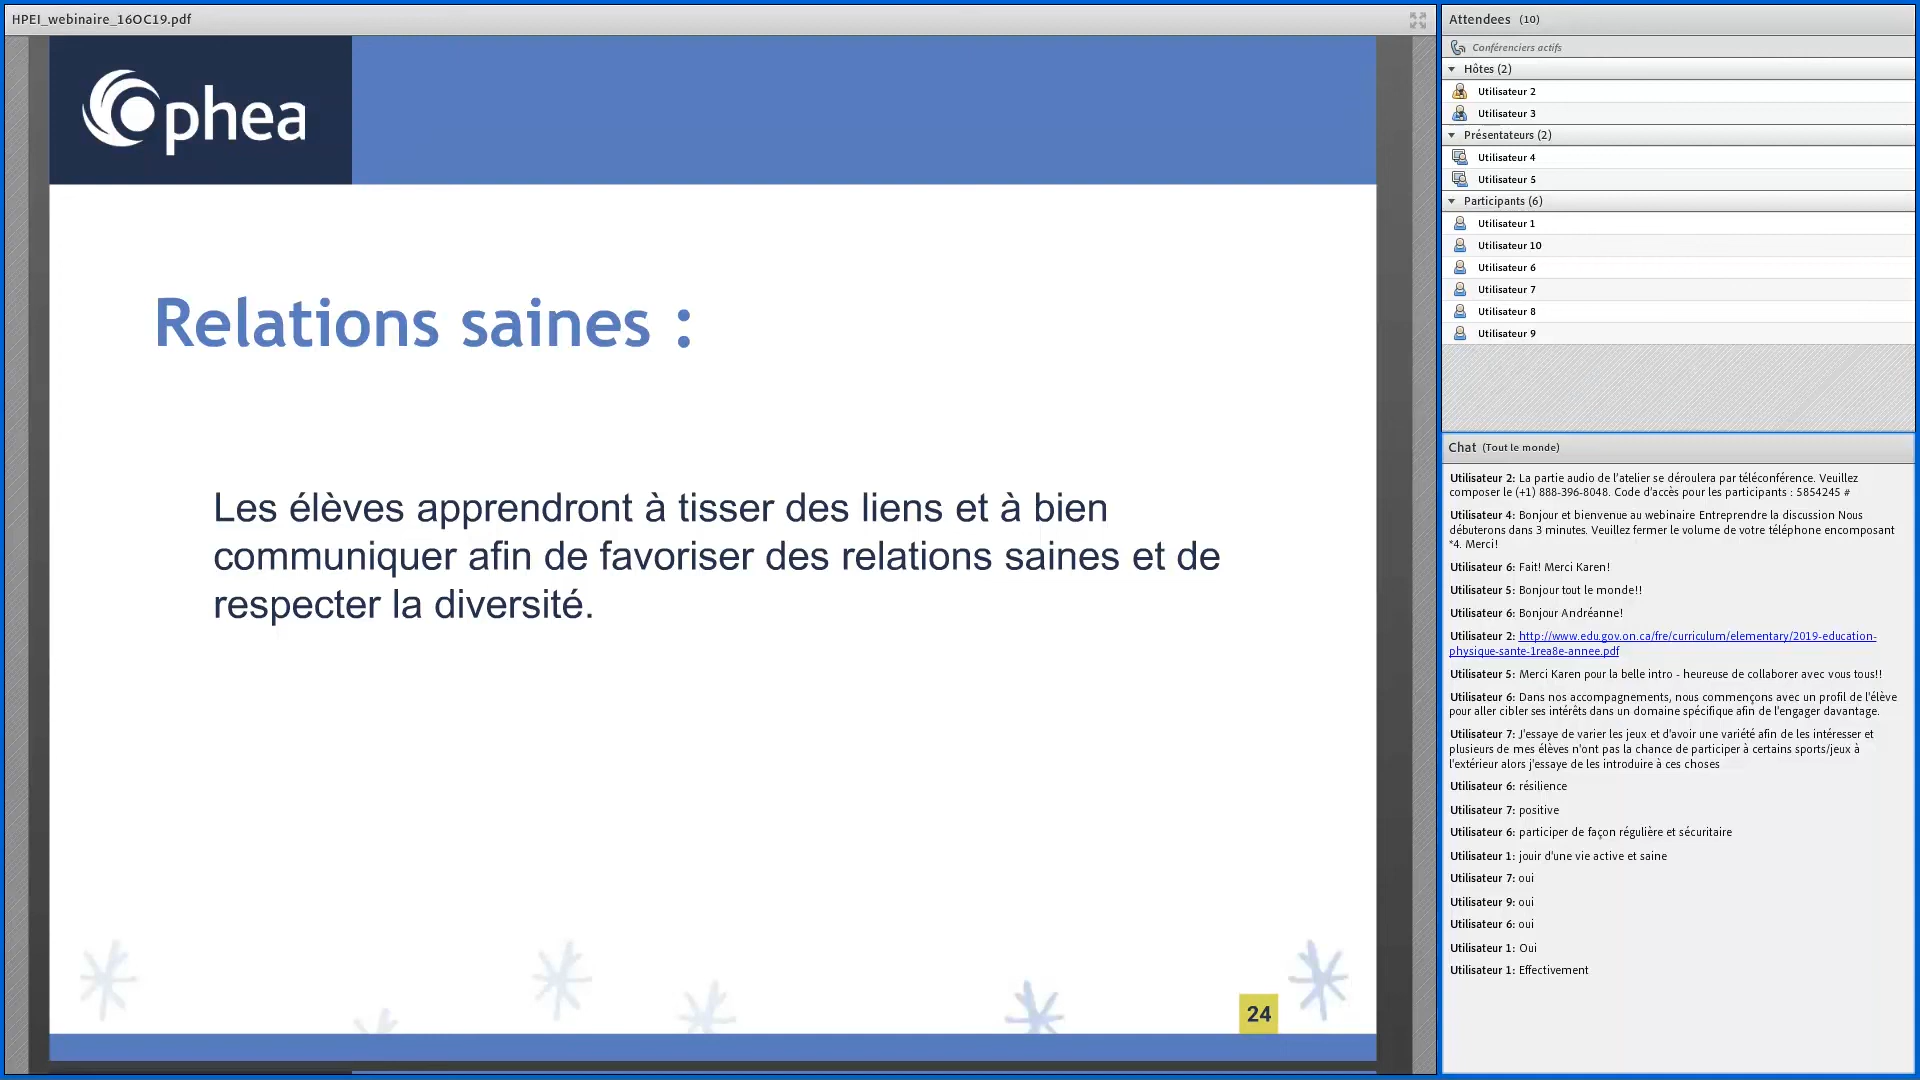 HPEI_webinaire_16OC19.pdf
Ophea
Relations saines :
Les élèves apprendront à tisser des liens et à bien
communiquer afin de favoriser des relations saines et de
respecter la diversité.
24
Attendees (10)
Conférenciers actifs
Hôtes (2)
Utilisateur 2
Utilisateur 3
Présentateurs (2)
Utilisateur 4
Utilisateur 5
Participants (6)
Utilisateur 1
Utilisateur 10
Utilisateur 6
Utilisateur 7
Utilisateur 8
Utilisateur 9
Chat (Tout le monde)
Utilisateur 2: La partie audio de l'atelier se déroulera par téléconférence. Veuillez
composer le (+1) 888-396-8048. Code d'accès pour les participants : 5854245 #
Utilisateur 4: Bonjour et bienvenue au webinaire Entreprendre la discussion Nous
débuterons dans 3 minutes. Veuillez fermer le volume de votre téléphone encomposant
*4. Merci!
Utilisateur 6: Fait! Merci Karen!
Utilisateur 5: Bonjour tout le monde!!
Utilisateur 6: Bonjour Andréanne!
Utilisateur 2: http://www.edu.gov.on.ca/fre/curriculum/elementary/2019-education-
physique-sante-1rea8e-annee.pdf
Utilisateur 5: Merci Karen pour la belle intro - heureuse de collaborer avec vous tous!!
Utilisateur 6: Dans nos accompagnements, nous commençons avec un profil de l'élève
pour aller cibler ses intérêts dans un domaine spécifique afin de l'engager davantage.
Utilisateur 7: J'essaye de varier les jeux et d'avoir une variété afin de les intéresser et
plusieurs de mes élèves n'ont pas la chance de participer à certains sports/jeux à
l'extérieur alors j'essaye de les introduire à ces choses
Utilisateur 6: résilience
Utilisateur 7: positive
Utilisateur 6: participer de façon régulière et sécuritaire
Utilisateur 1: jouir d'une vie active et saine
Utilisateur 7: oui
Utilisateur 9: oui
Utilisateur 6: oui
Utilisateur 1: Oui
Utilisateur 1: Effectivement